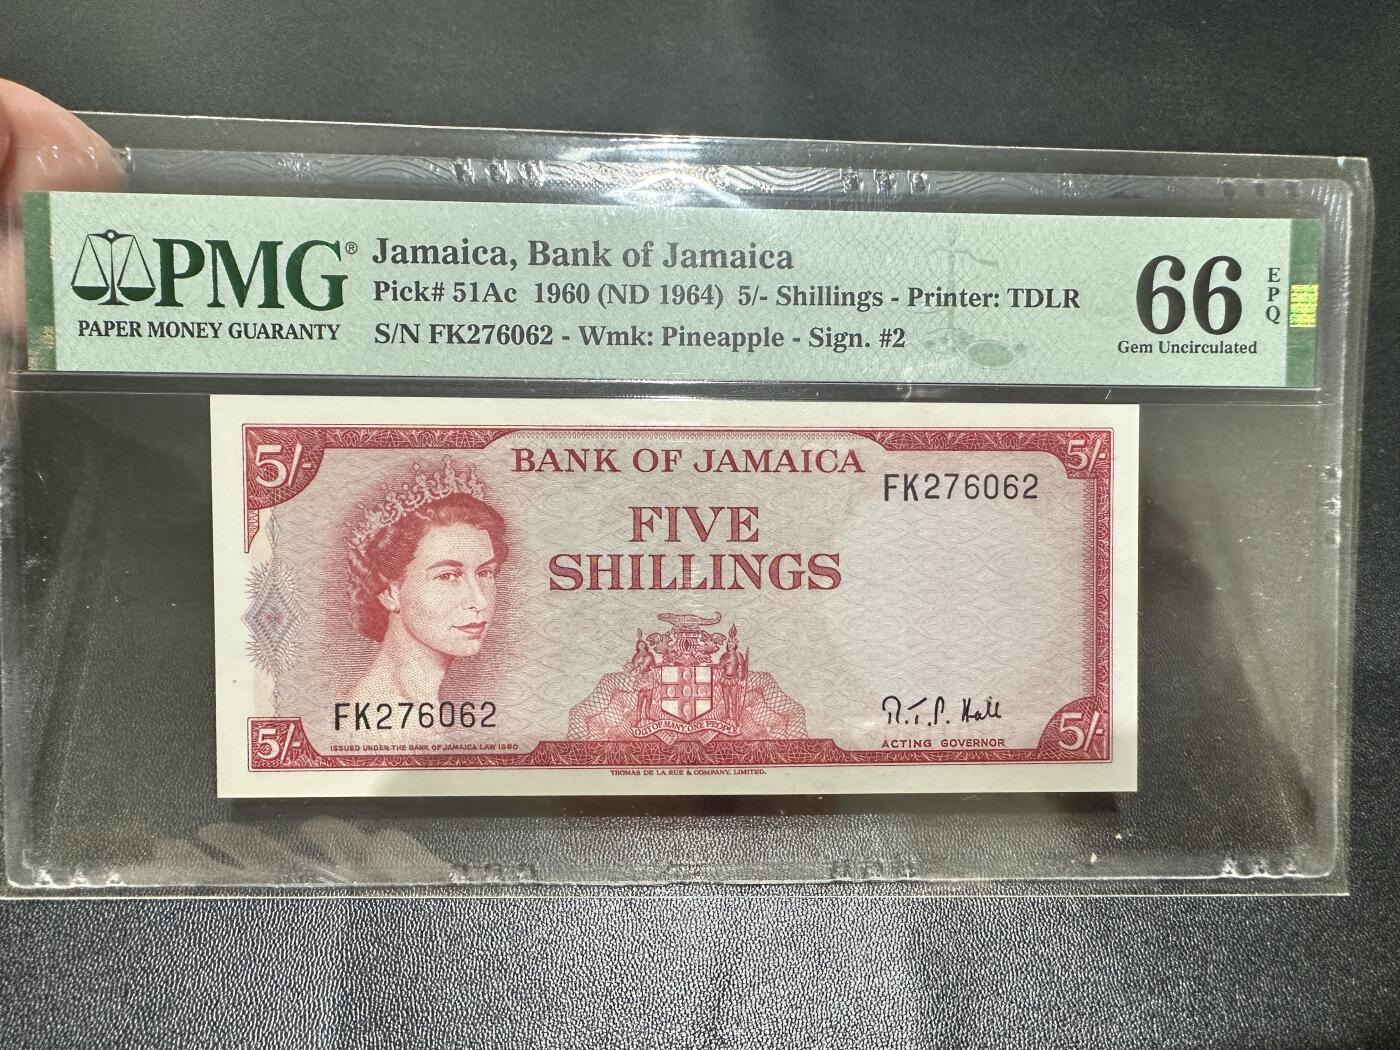 PMG®
PAPER MONEY GUARANTY
Jamaica, Bank of Jamaica
Pick# 51Ac 1960 (ND 1964) 5/- Shillings - Printer: TDLR
S/N FK276062 - Wmk: Pineapple - Sign. #2
66
Gem Uncirculated
EPQ
5/-
BANK OF JAMAICA
5/-
FK276062
FIVE
SHILLINGS
FK276062
OUT OF MANY ONE PEOPLE
R.T.P. Hall
ACTING GOVERNOR
5/-
ISSUED UNDER THE BANK OF JAMAICA LAW 1960
5/-
THOMAS DE LA RUE & COMPANY, LIMITED.